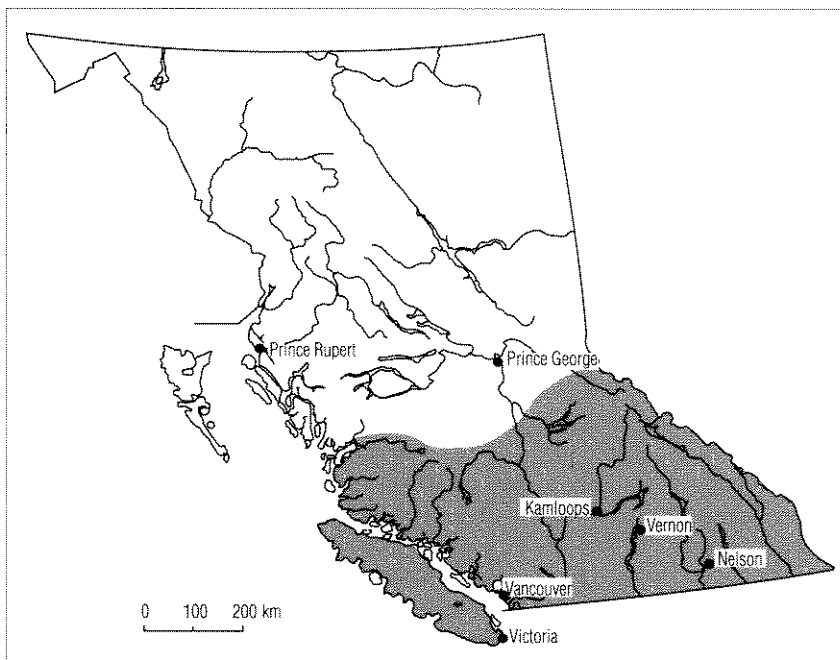 Prince Rupert
Prince George
Kamloops
Vernon
Nelson
Vancouver
0 100 200 km
Victoria